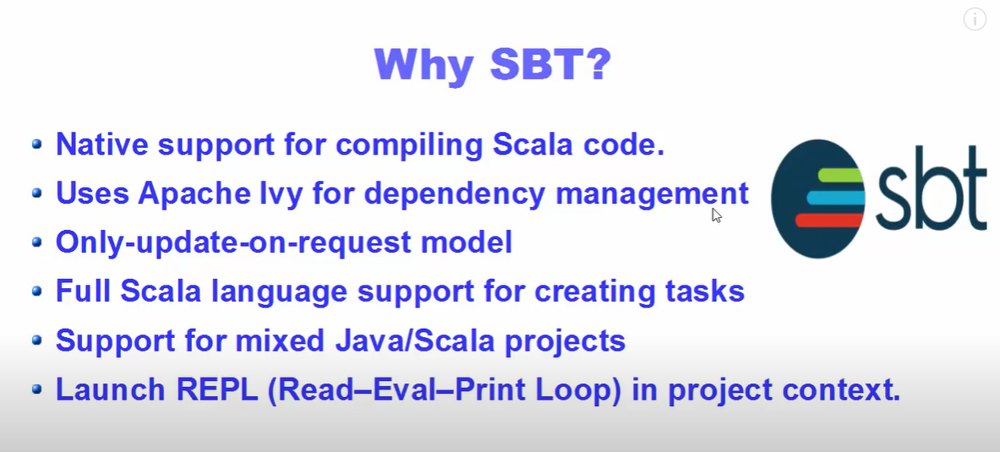 Why SBT?
Native support for compiling Scala code.
Uses Apache Ivy for dependency management
Only-update-on-request model
Full Scala language support for creating tasks
Support for mixed Java/Scala projects
Launch REPL (Read–Eval–Print Loop) in project context.
sbt